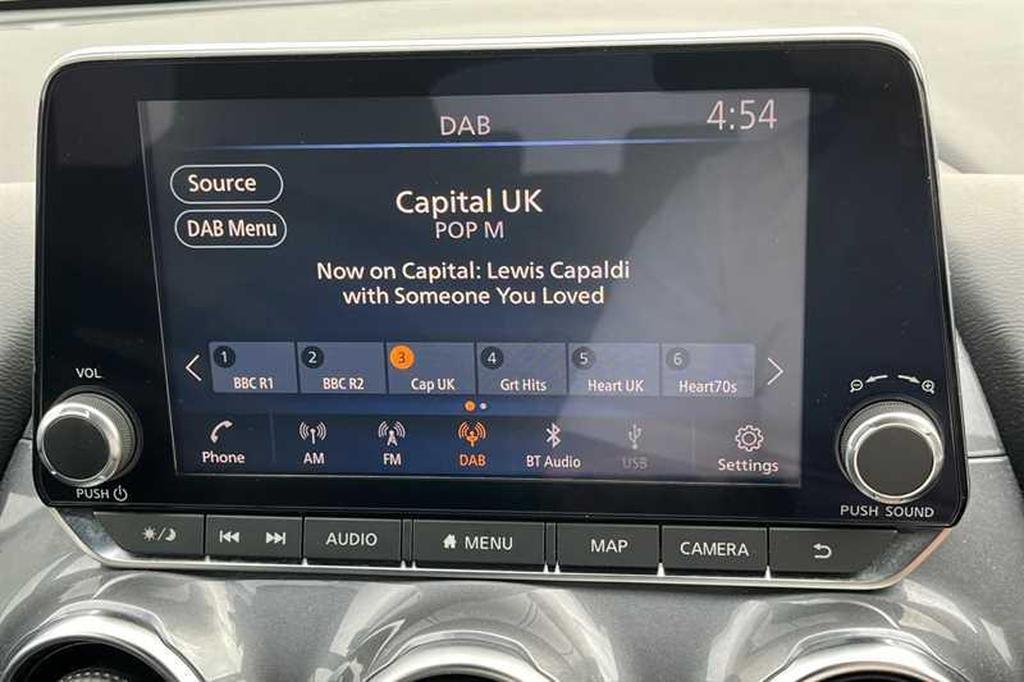 DAB
4:54
Source
DAB Menu
Capital UK
POP M
Now on Capital: Lewis Capaldi
with Someone You Loved
1 BBC R1
2 BBC R2
3 Cap UK
4 Grt Hits
5 Heart UK
6 Heart70s
Phone
AM
FM
DAB
BT Audio
USB
Settings
VOL
PUSH
PUSH SOUND
AUDIO
MENU
MAP
CAMERA